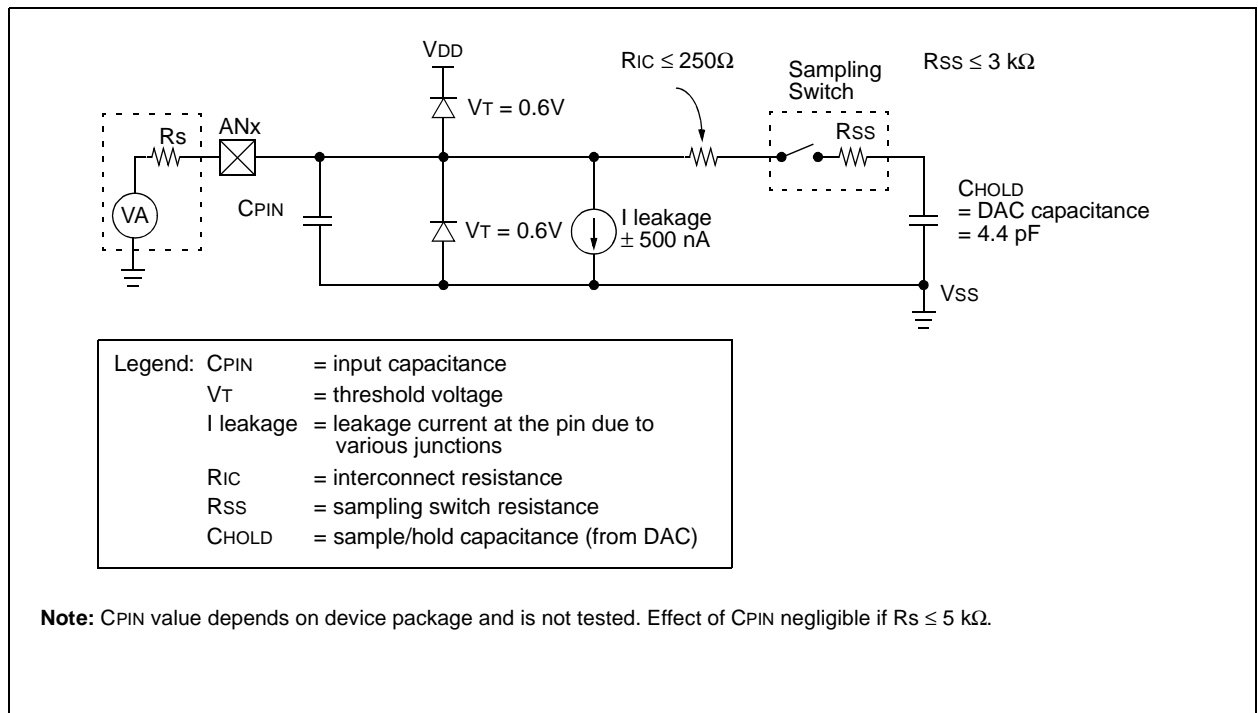 VDD
RIC ≤ 250Ω
Sampling
Switch
RSS ≤ 3 kΩ
VT = 0.6V
Rs
ANx
RSS
VA
CPIN
VT = 0.6V
I leakage
± 500 nA
CHOLD
= DAC capacitance
= 4.4 pF
VSS
Legend: CPIN = input capacitance
VT = threshold voltage
I leakage = leakage current at the pin due to
various junctions
RIC = interconnect resistance
RSS = sampling switch resistance
CHOLD = sample/hold capacitance (from DAC)
Note: CPIN value depends on device package and is not tested. Effect of CPIN negligible if Rs ≤ 5 kΩ.